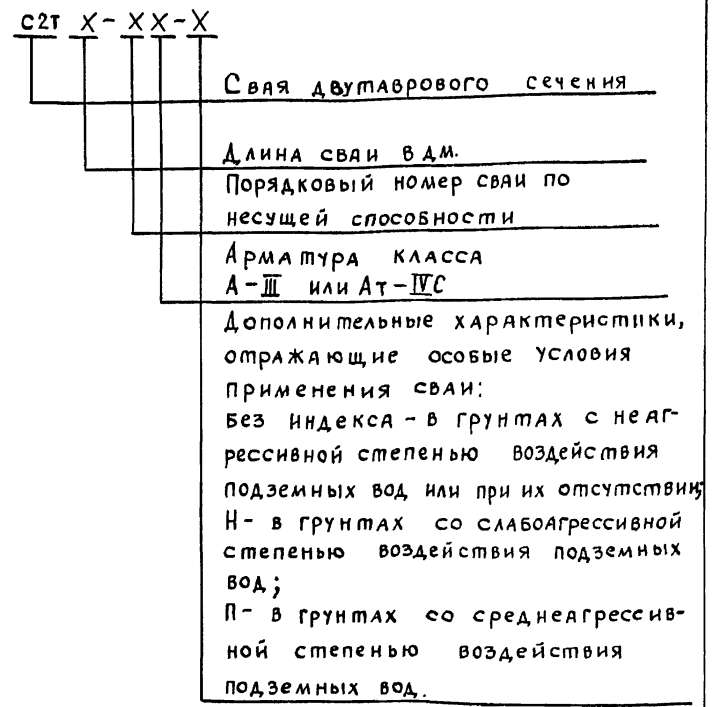 С2Т X-XX-X
Свая двутаврового сечения
Длина сваи в дм.
Порядковый номер сваи по
несущей способности
Арматура класса
А-III или Ат-IVС
Дополнительные характеристики,
отражающие особые условия
применения сваи:
Без индекса - в грунтах с неаг-
рессивной степенью воздействия
подземных вод или при их отсутствии;
Н- в грунтах со слабоагрессивной
степенью воздействия подземных
вод;
П- в грунтах со среднеагрессив-
ной степенью воздействия
подземных вод.